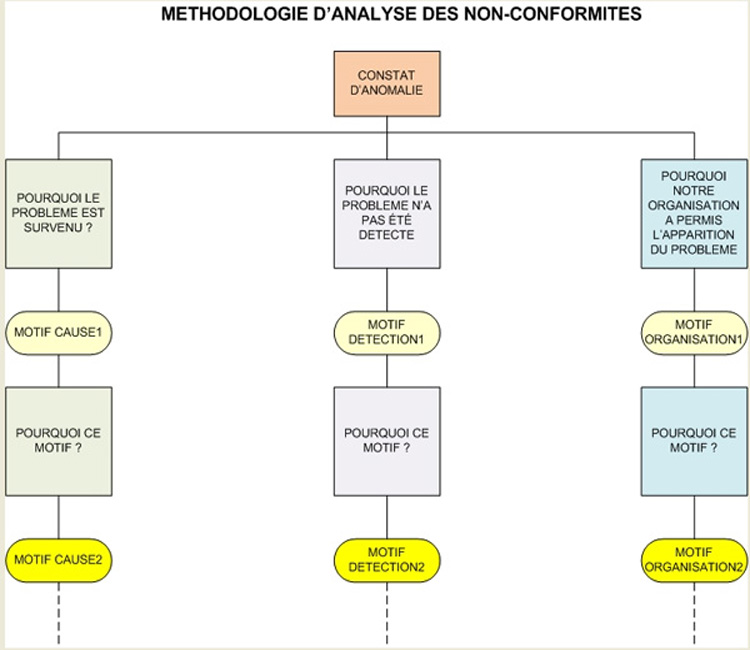 METHODOLOGIE D'ANALYSE DES NON-CONFORMITES
CONSTAT
D'ANOMALIE
POURQUOI LE
PROBLEME EST
SURVENU ?
POURQUOI LE
PROBLEME N'A
PAS ÉTÉ
DETECTE
POURQUOI
NOTRE
ORGANISATION
A PERMIS
L'APPARITION
DU PROBLEME
MOTIF CAUSE1
MOTIF
DETECTION1
MOTIF
ORGANISATION1
POURQUOI CE
MOTIF ?
POURQUOI CE
MOTIF ?
POURQUOI CE
MOTIF ?
MOTIF CAUSE2
MOTIF
DETECTION2
MOTIF
ORGANISATION2